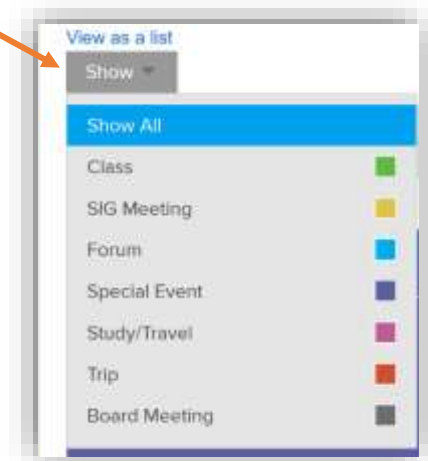 View as a list
Show
Show All
Class
SIG Meeting
Forum
Special Event
Study/Travel
Trip
Board Meeting